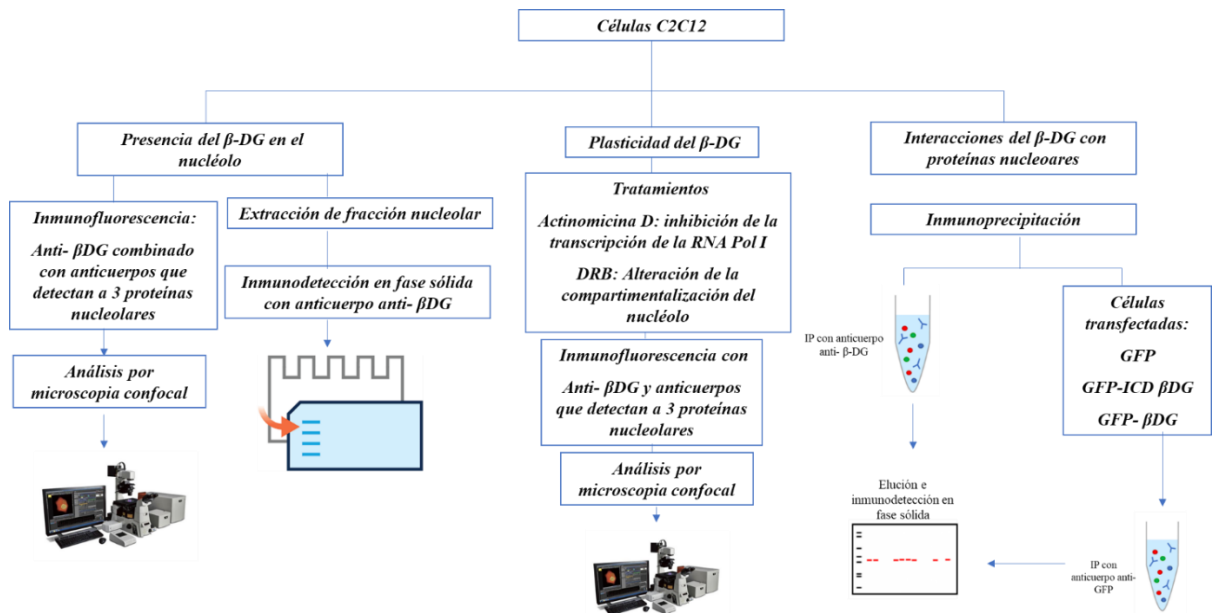 Células C2C12
Presencia del β-DG en el
nucléolo
Inmunofluorescencia:
Anti- βDG combinado
con anticuerpos que
detectan a 3 proteínas
nucleolares
Análisis por
microscopia confocal
Extracción de fracción nucleolar
Inmunodetección en fase sólida
con anticuerpo anti- βDG
Plasticidad del β-DG
Tratamientos
Actinomicina D: inhibición de la
transcripción de la RNA Pol I
DRB: Alteración de la
compartimentalización del
nucléolo
Inmunofluorescencia con
Anti- βDG y anticuerpos
que detectan a 3 proteínas
nucleolares
Análisis por
microscopia confocal
Interacciones del β-DG con
proteínas nucleoares
Inmunoprecipitación
IP con anticuerpo
anti- β-DG
Células
transfectadas:
GFP
GFP-ICD βDG
GFP- βDG
Elución e
inmunodetección en
fase sólida
IP con
anticuerpo anti-
GFP